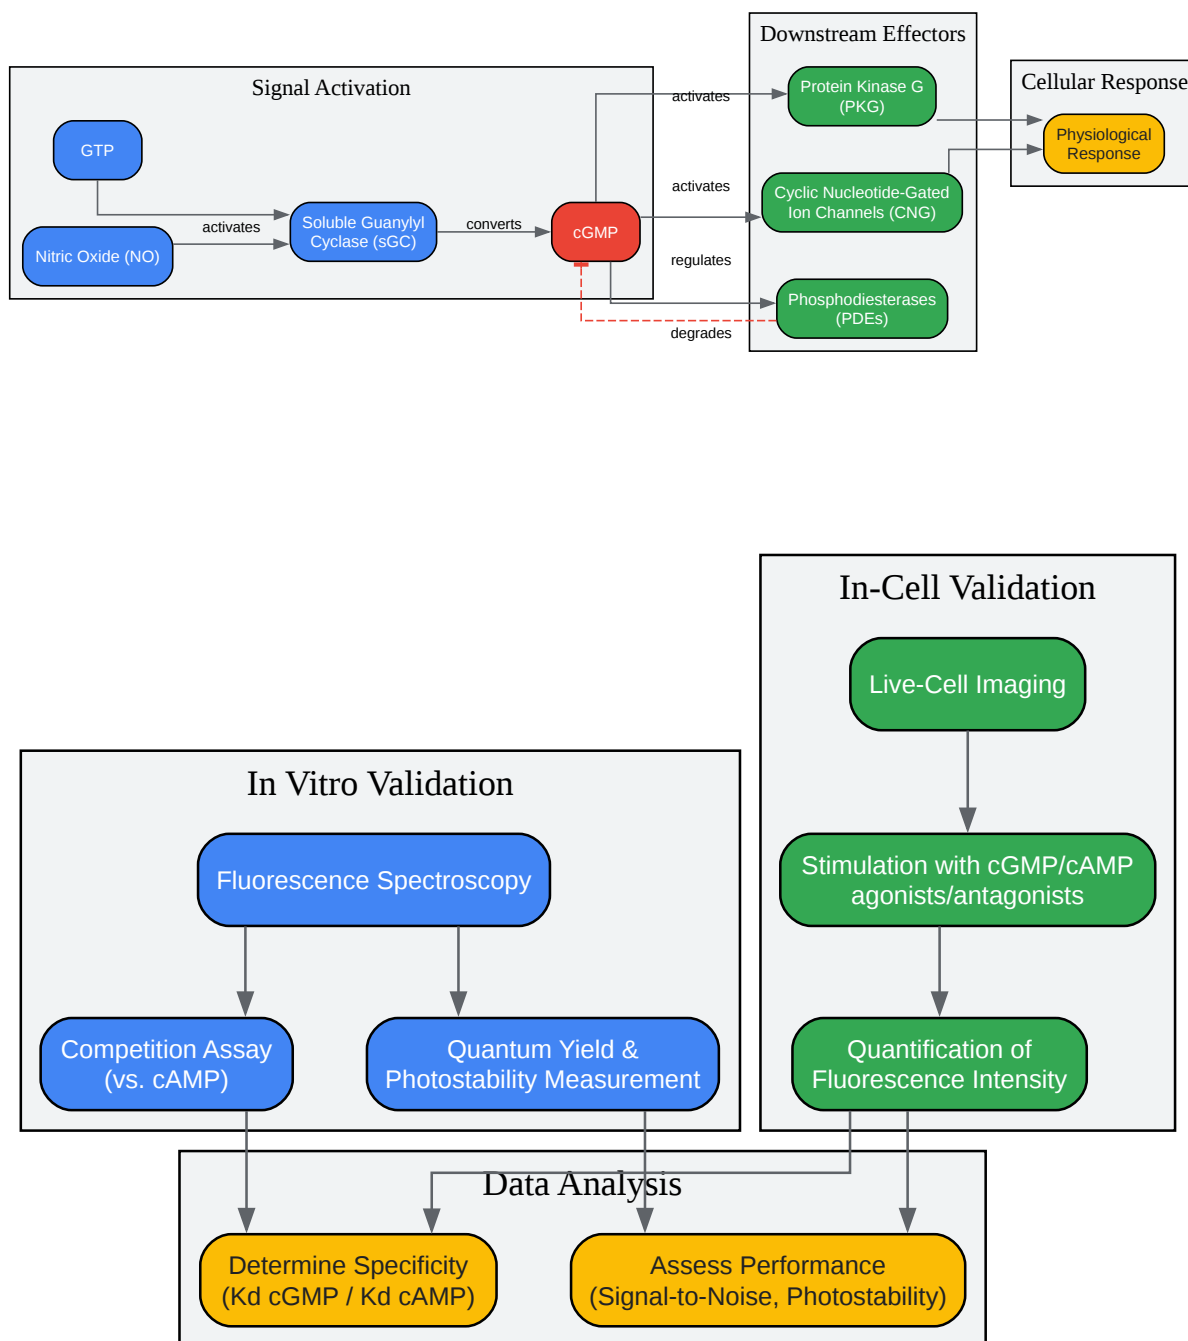 Downstream Effectors
Signal Activation
Cellular Response
GTP
Nitric Oxide (NO)
activates
Soluble Guanylyl
Cyclase (sGC)
converts
cGMP
activates
activates
regulates
degrades
Protein Kinase G
(PKG)
Cyclic Nucleotide-Gated
Ion Channels (CNG)
Phosphodiesterases
(PDEs)
Physiological
Response
In-Cell Validation
Live-Cell Imaging
Stimulation with cGMP/cAMP
agonists/antagonists
Quantification of
Fluorescence Intensity
In Vitro Validation
Fluorescence Spectroscopy
Competition Assay
(vs. cAMP)
Quantum Yield &
Photostability Measurement
Data Analysis
Determine Specificity
(Kd cGMP / Kd cAMP)
Assess Performance
(Signal-to-Noise, Photostability)